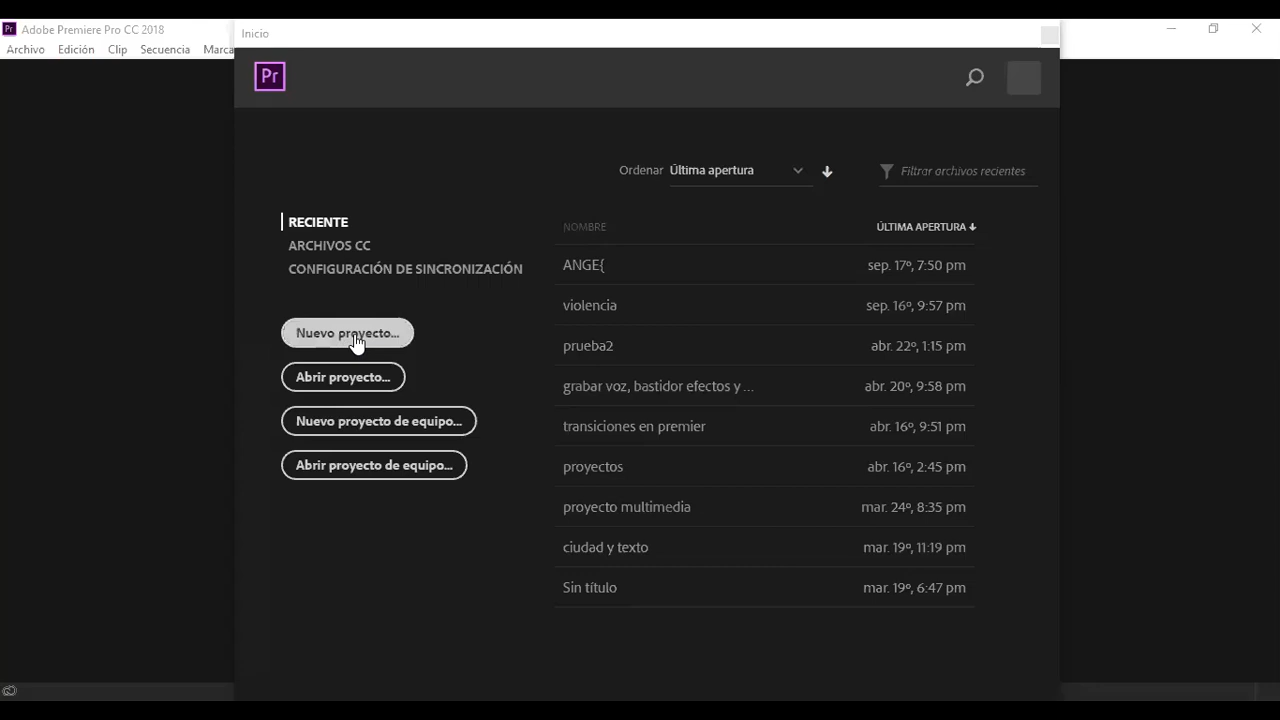 Pr Adobe Premiere Pro CC 2018
Archivo Edición Clip Secuencia Marca
Inicio
Pr
Ordenar Última apertura
Filtrar archivos recientes
RECIENTE
ARCHIVOS CC
CONFIGURACIÓN DE SINCRONIZACIÓN
Nuevo proyecto...
Abrir proyecto...
Nuevo proyecto de equipo...
Abrir proyecto de equipo...
NOMBRE ÚLTIMA APERTURA
ANGE{ sep. 17º, 7:50 pm
violencia sep. 16º, 9:57 pm
prueba2 abr. 22º, 1:15 pm
grabar voz, bastidor efectos y ... abr. 20º, 9:58 pm
transiciones en premier abr. 16º, 9:51 pm
proyectos abr. 16º, 2:45 pm
proyecto multimedia mar. 24º, 8:35 pm
ciudad y texto mar. 19º, 11:19 pm
Sin título mar. 19º, 6:47 pm